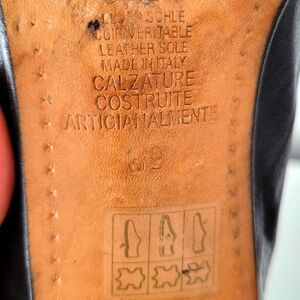 SOHLE
CUIR VERITABLE
LEATHER SOLE
MADE IN ITALY
CALZATURE
COSTRUITE
ARTIGIANALMENTE
39